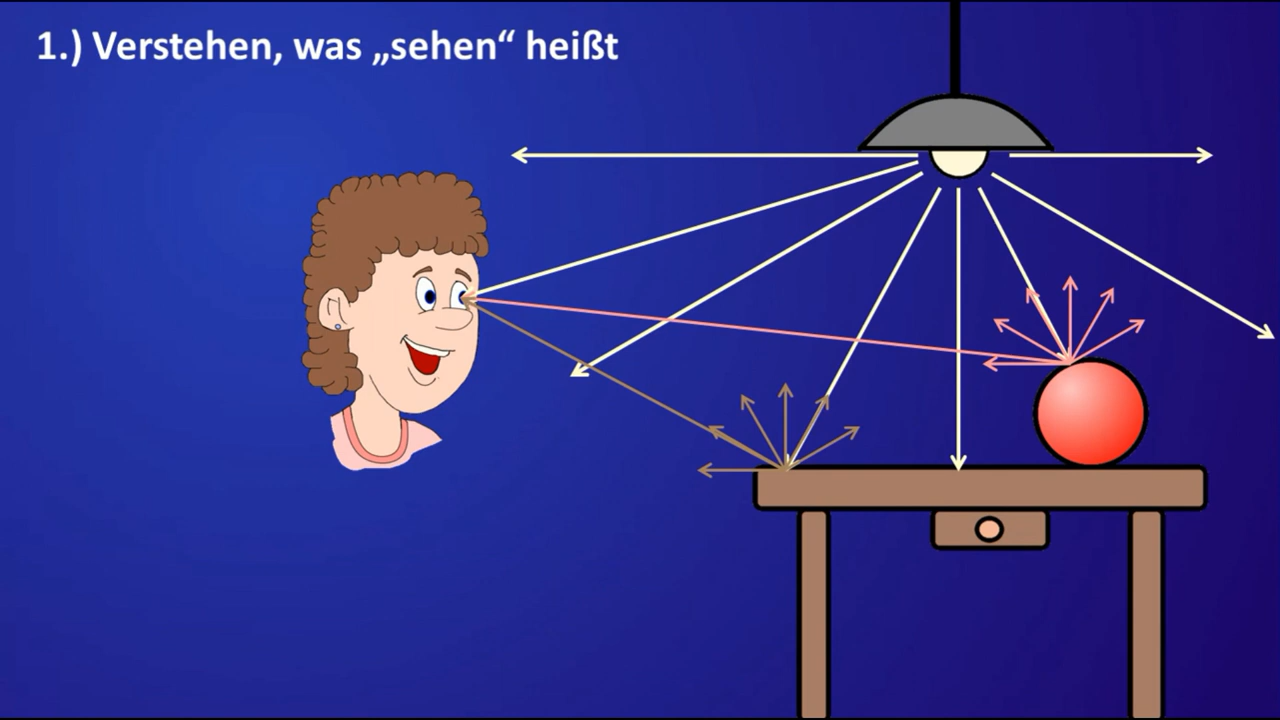 1.) Verstehen, was „sehen“ heißt